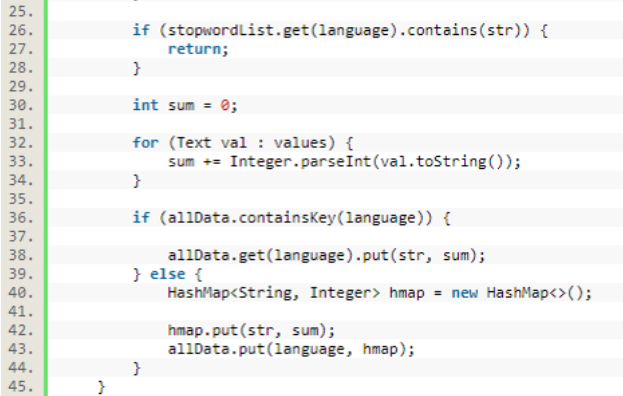 25.
26. if (stopwordList.get(language).contains(str)) {
27. return;
28. }
29.
30. int sum = 0;
31.
32. for (Text val : values) {
33. sum += Integer.parseInt(val.toString());
34. }
35.
36. if (allData.containsKey(language)) {
37.
38. allData.get(language).put(str, sum);
39. } else {
40. HashMap<String, Integer> hmap = new HashMap<>();
41.
42. hmap.put(str, sum);
43. allData.put(language, hmap);
44. }
45. }